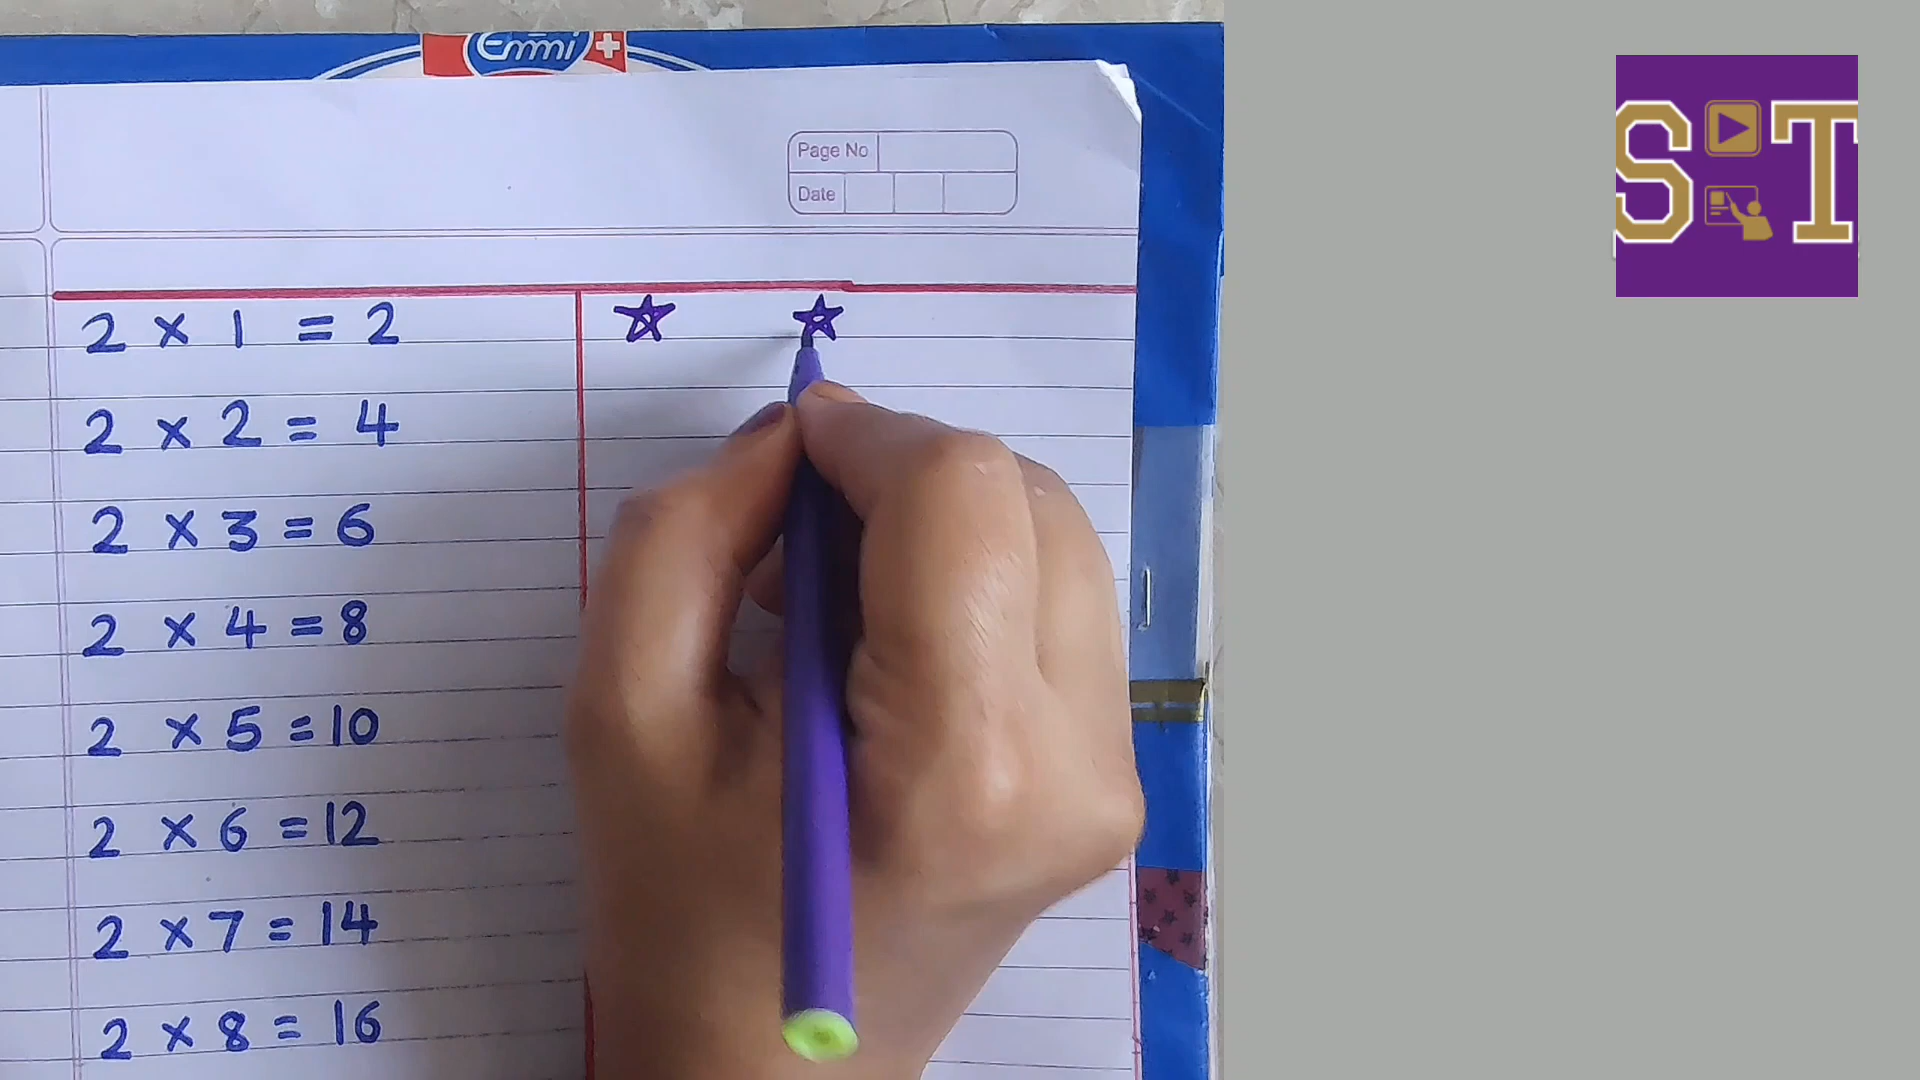 Emmi
Page No
Date
S T
2 x 1 = 2
2 x 2 = 4
2 x 3 = 6
2 x 4 = 8
2 x 5 = 10
2 x 6 = 12
2 x 7 = 14
2 x 8 = 16